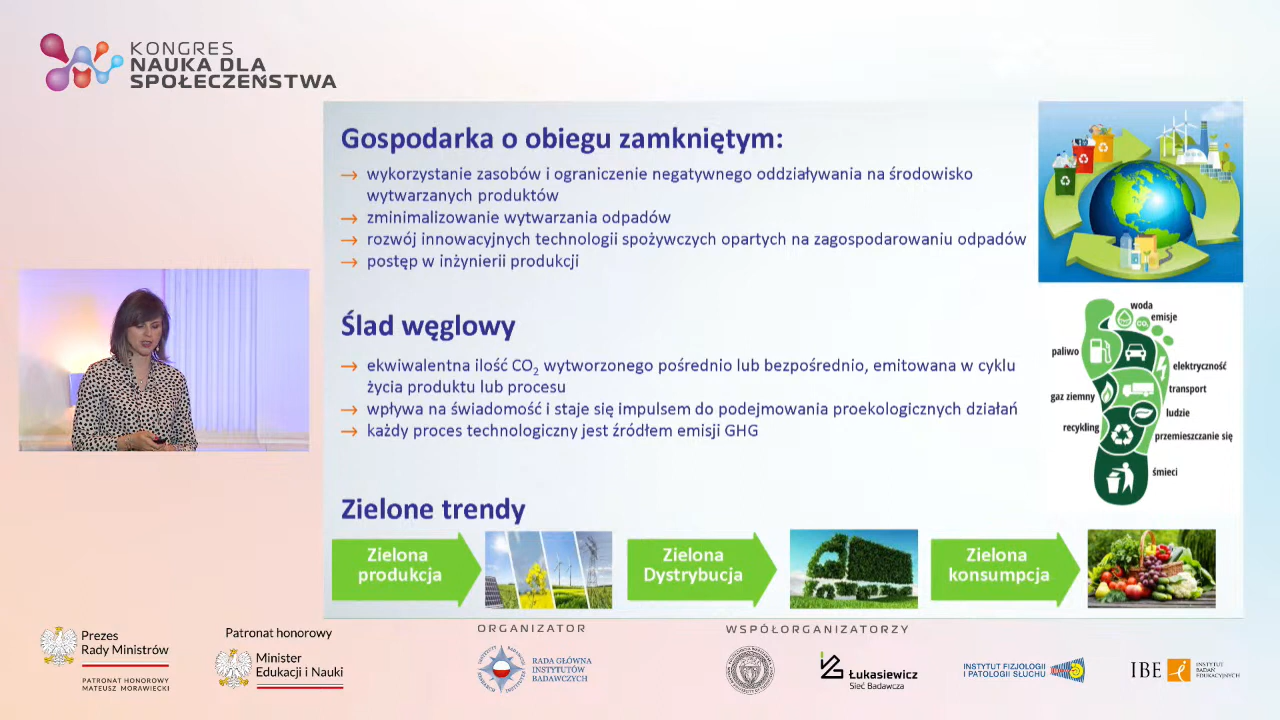 KONGRES
NAUKA DLA
SPOŁECZEŃSTWA
Gospodarka o obiegu zamkniętym:
→ wykorzystanie zasobów i ograniczenie negatywnego oddziaływania na środowisko
wytwarzanych produktów
→ zminimalizowanie wytwarzania odpadów
→ rozwój innowacyjnych technologii spożywczych opartych na zagospodarowaniu odpadów
→ postęp w inżynierii produkcji
Ślad węglowy
→ ekwiwalentna ilość CO₂ wytworzonego pośrednio lub bezpośrednio, emitowana w cyklu
życia produktu lub procesu
→ wpływa na świadomość i staje się impulsem do podejmowania proekologicznych działań
→ każdy proces technologiczny jest źródłem emisji GHG
woda
emisje
CO₂
paliwo
elektryczność
transport
gaz ziemny
ludzie
recykling
przemieszczanie się
śmieci
Zielone trendy
Zielona
produkcja
Zielona
Dystrybucja
Zielona
konsumpcja
Prezes
Rady Ministrów
PATRONAT HONOROWY
MATEUSZ MORAWIECKI
Patronat honorowy
Minister
Edukacji i Nauki
ORGANIZATOR
RADA GŁÓWNA
INSTYTUTÓW
BADAWCZYCH
WSPÓŁORGANIZATORZY
Łukasiewicz
Sieć Badawcza
INSTYTUT FIZJOLOGII
I PATOLOGII SŁUCHU
IBE
INSTYTUT
BADAŃ
EDUKACYJNYCH